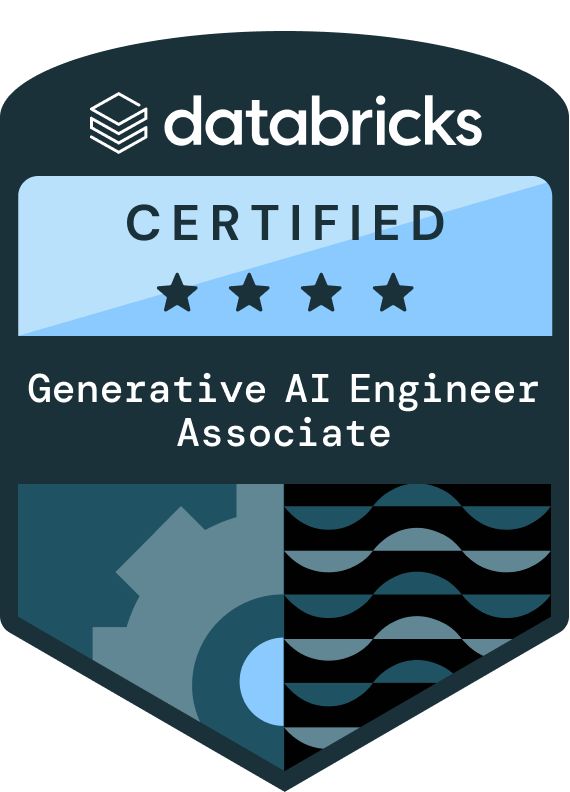 databricks
CERTIFIED
Generative AI Engineer
Associate